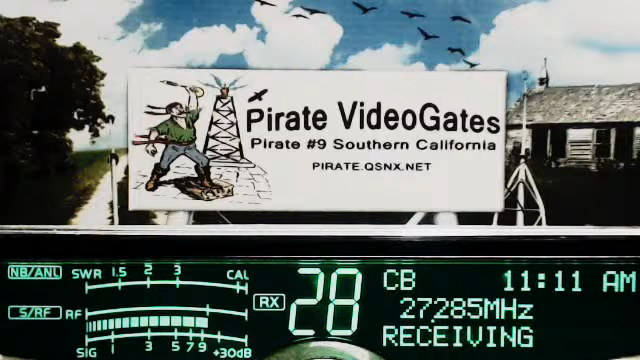 Pirate VideoGates
Pirate #9 Southern California
PIRATE.QSNX.NET
NB/ANL SWR 1.5 2 3 CAL
S/RF RF
SIG 1 3 5 7 9 +30dB
RX 28
CB 11:11 AM
27285MHz
RECEIVING